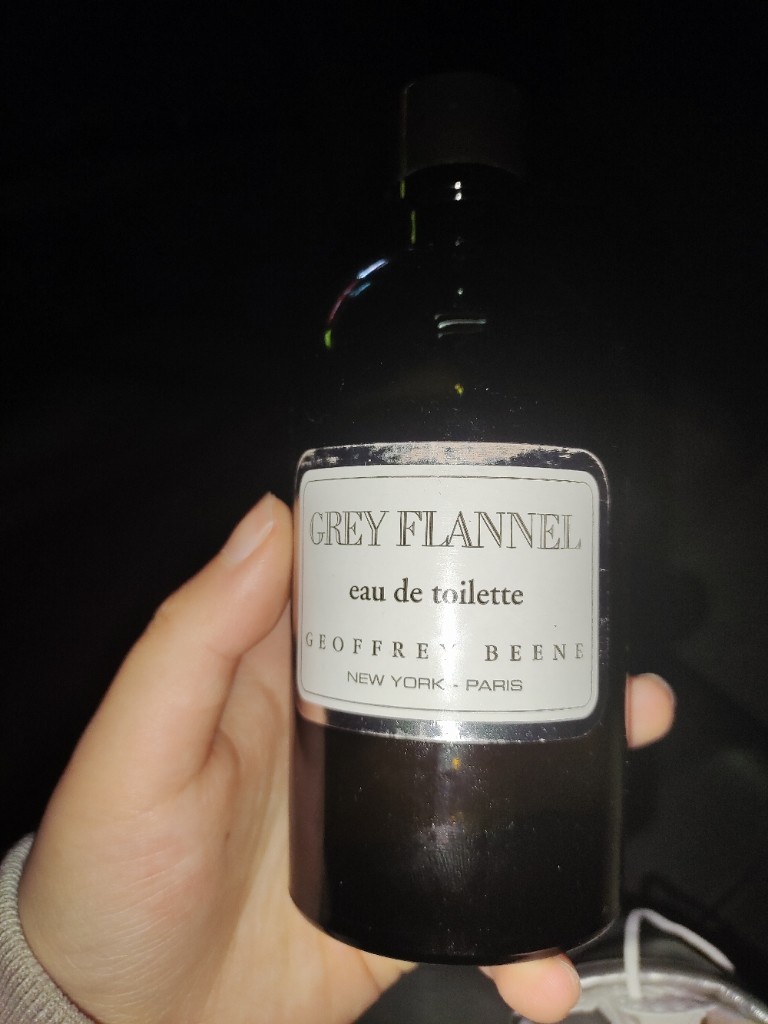 GREY FLANNEL
eau de toilette
GEOFFREY BEENE
NEW YORK - PARIS